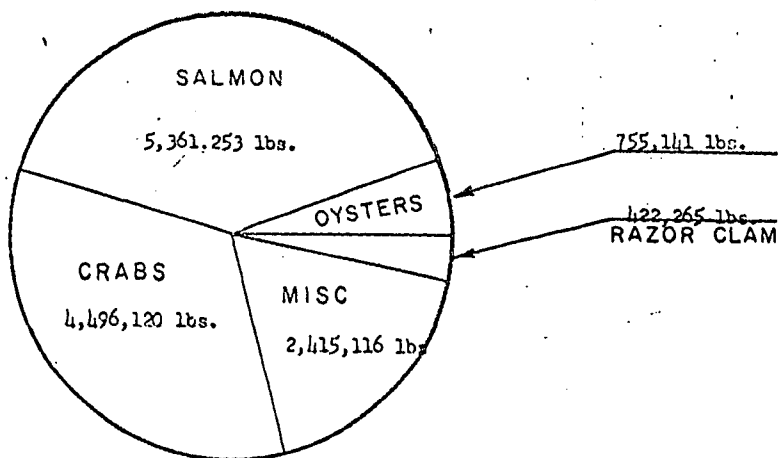 SALMON
5,361.253 lbs.
755,141 lbs.
OYSTERS
422,265 lbs.
RAZOR CLAM
CRABS
4,496,120 lbs.
MISC
2,415,116 lbs